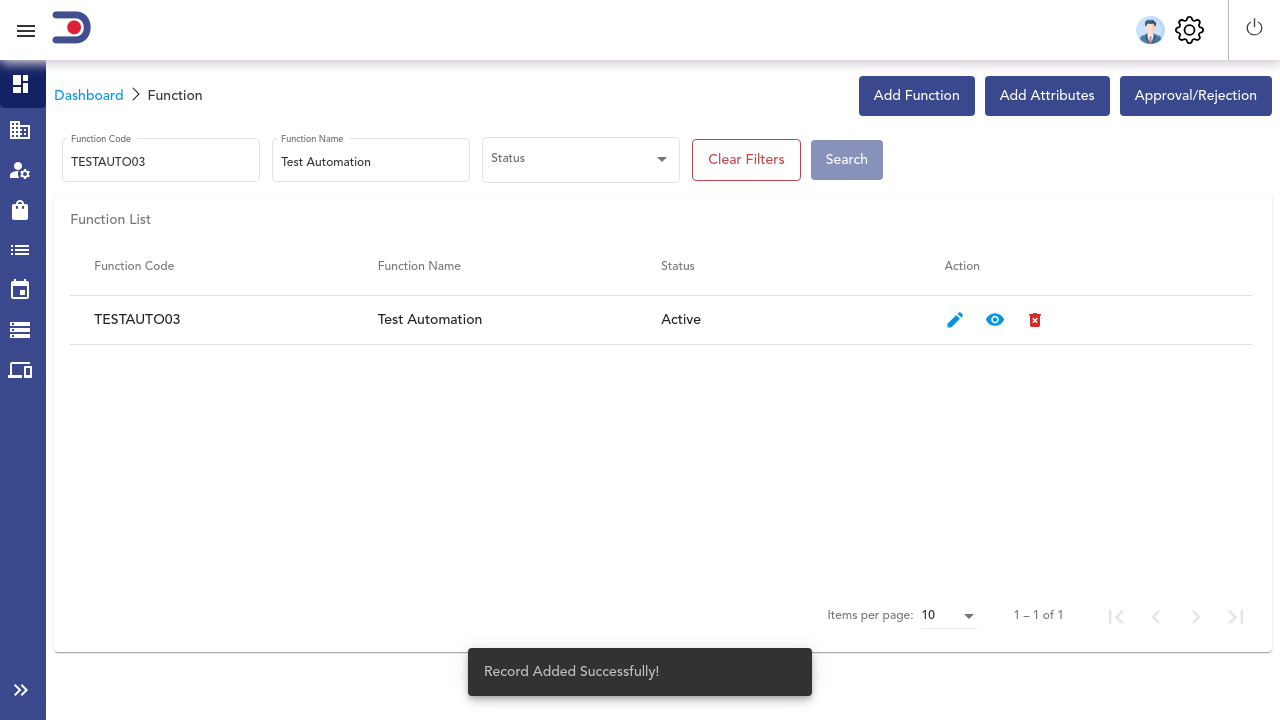 Dashboard > Function
Add Function
Add Attributes
Approval/Rejection
Function Code
TESTAUTO03
Function Name
Test Automation
Status
Clear Filters
Search
Function List
Function Code Function Name Status Action
TESTAUTO03 Test Automation Active
Items per page: 10 1 – 1 of 1
Record Added Successfully!